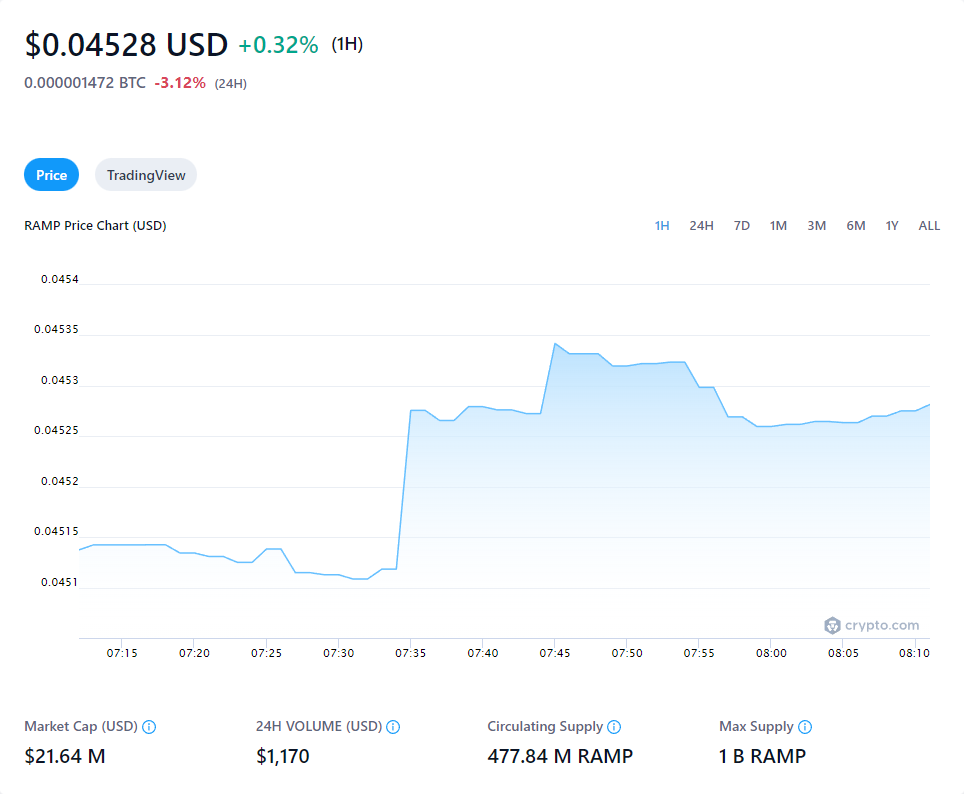 $0.04528 USD +0.32% (1H)
0.000001472 BTC -3.12% (24H)
Price TradingView
RAMP Price Chart (USD) 1H 24H 7D 1M 3M 6M 1Y ALL
0.0454
0.04535
0.0453
0.04525
0.0452
0.04515
0.0451
crypto.com
07:15 07:20 07:25 07:30 07:35 07:40 07:45 07:50 07:55 08:00 08:05 08:10
Market Cap (USD) 24H VOLUME (USD) Circulating Supply Max Supply
$21.64 M $1,170 477.84 M RAMP 1 B RAMP